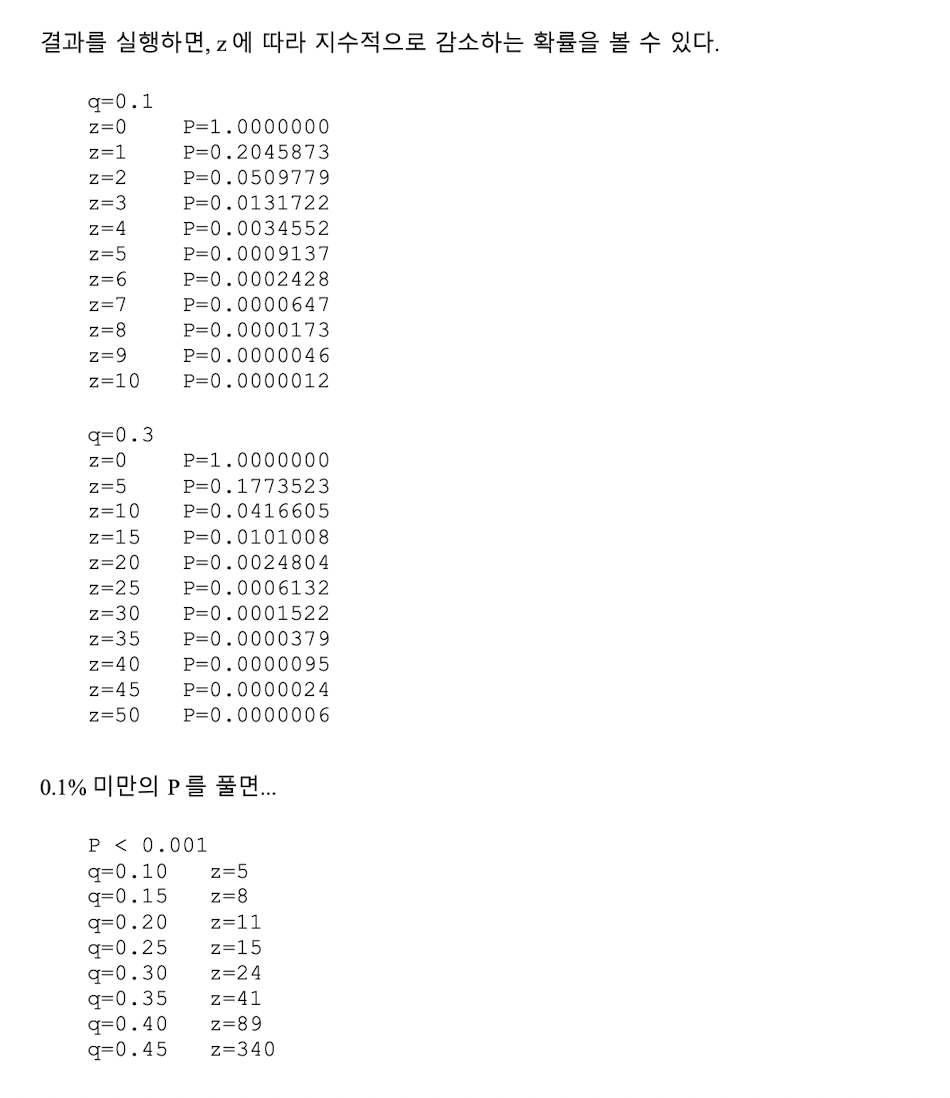 결과를 실행하면, z 에 따라 지수적으로 감소하는 확률을 볼 수 있다.
q=0.1
z=0 P=1.0000000
z=1 P=0.2045873
z=2 P=0.0509779
z=3 P=0.0131722
z=4 P=0.0034552
z=5 P=0.0009137
z=6 P=0.0002428
z=7 P=0.0000647
z=8 P=0.0000173
z=9 P=0.0000046
z=10 P=0.0000012
q=0.3
z=0 P=1.0000000
z=5 P=0.1773523
z=10 P=0.0416605
z=15 P=0.0101008
z=20 P=0.0024804
z=25 P=0.0006132
z=30 P=0.0001522
z=35 P=0.0000379
z=40 P=0.0000095
z=45 P=0.0000024
z=50 P=0.0000006
0.1% 미만의 P 를 풀면...
P < 0.001
q=0.10 z=5
q=0.15 z=8
q=0.20 z=11
q=0.25 z=15
q=0.30 z=24
q=0.35 z=41
q=0.40 z=89
q=0.45 z=340